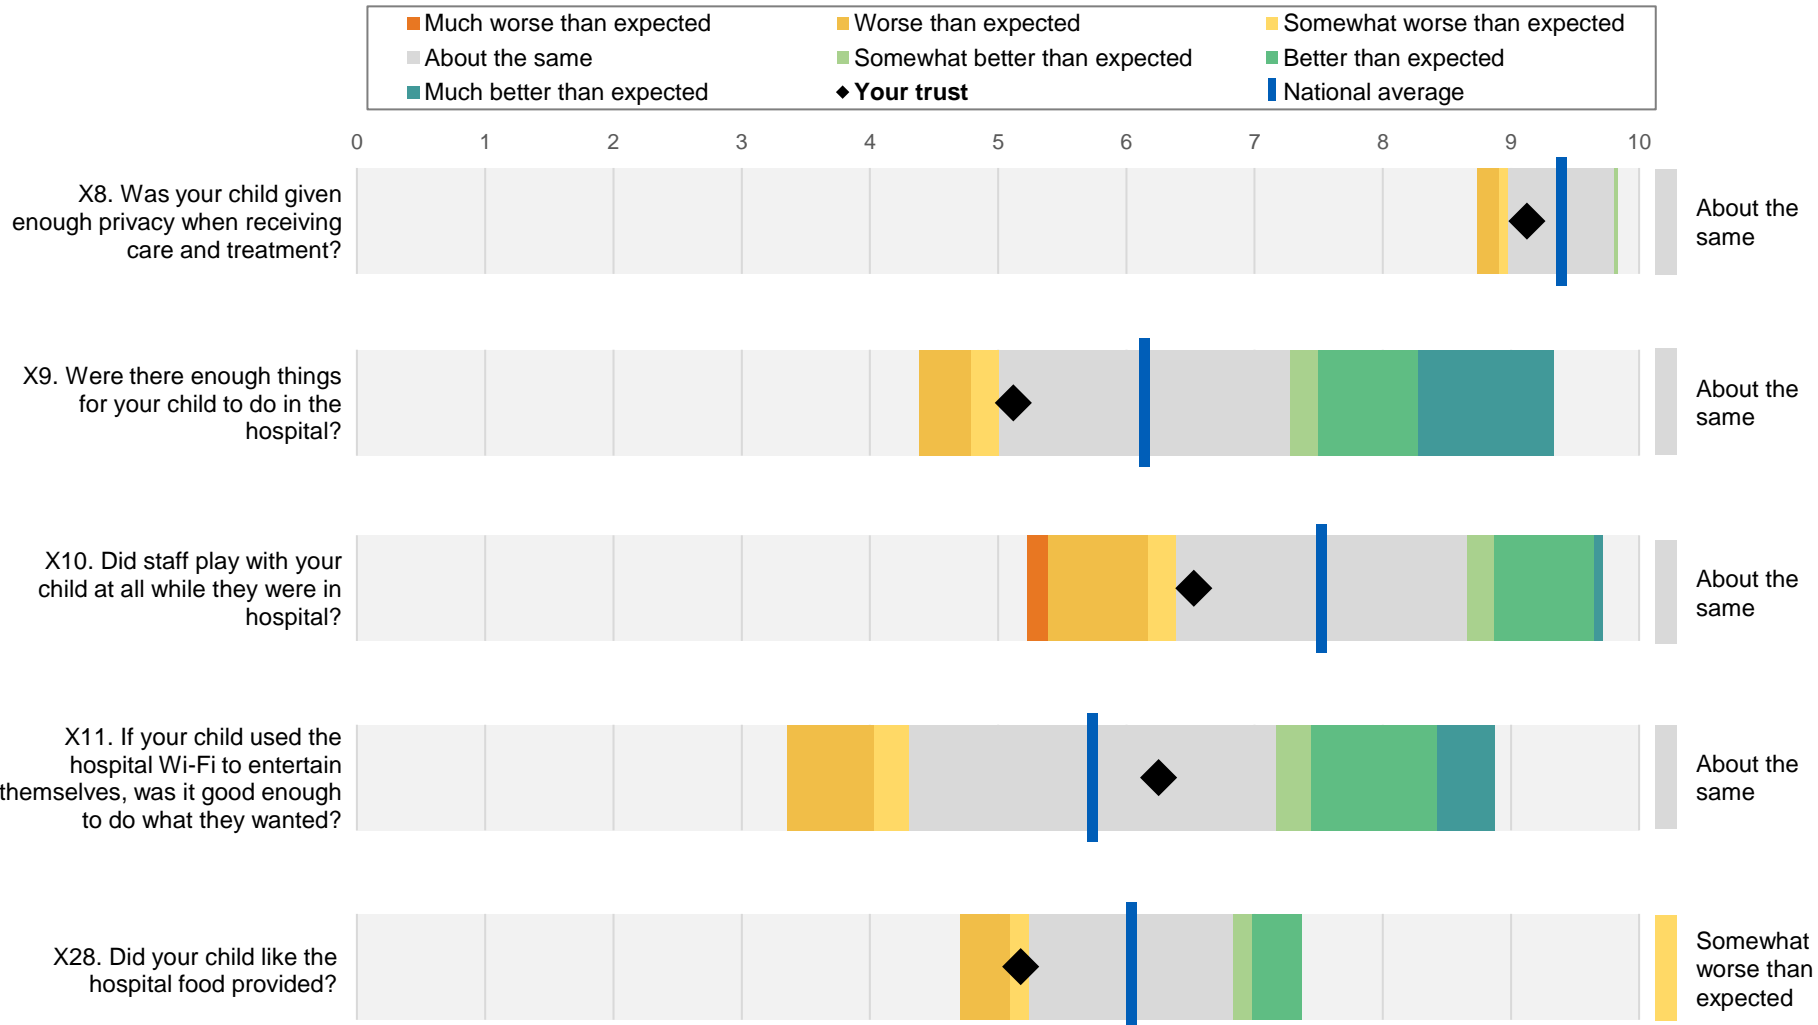 Much worse than expected
Worse than expected
Somewhat worse than expected
About the same
Somewhat better than expected
Better than expected
Much better than expected
Your trust
National average
0 1 2 3 4 5 6 7 8 9 10
X8. Was your child given
enough privacy when receiving
care and treatment?
About the
same
X9. Were there enough things
for your child to do in the
hospital?
About the
same
X10. Did staff play with your
child at all while they were in
hospital?
About the
same
X11. If your child used the
hospital Wi-Fi to entertain
themselves, was it good enough
to do what they wanted?
About the
same
X28. Did your child like the
hospital food provided?
Somewhat
worse than
expected